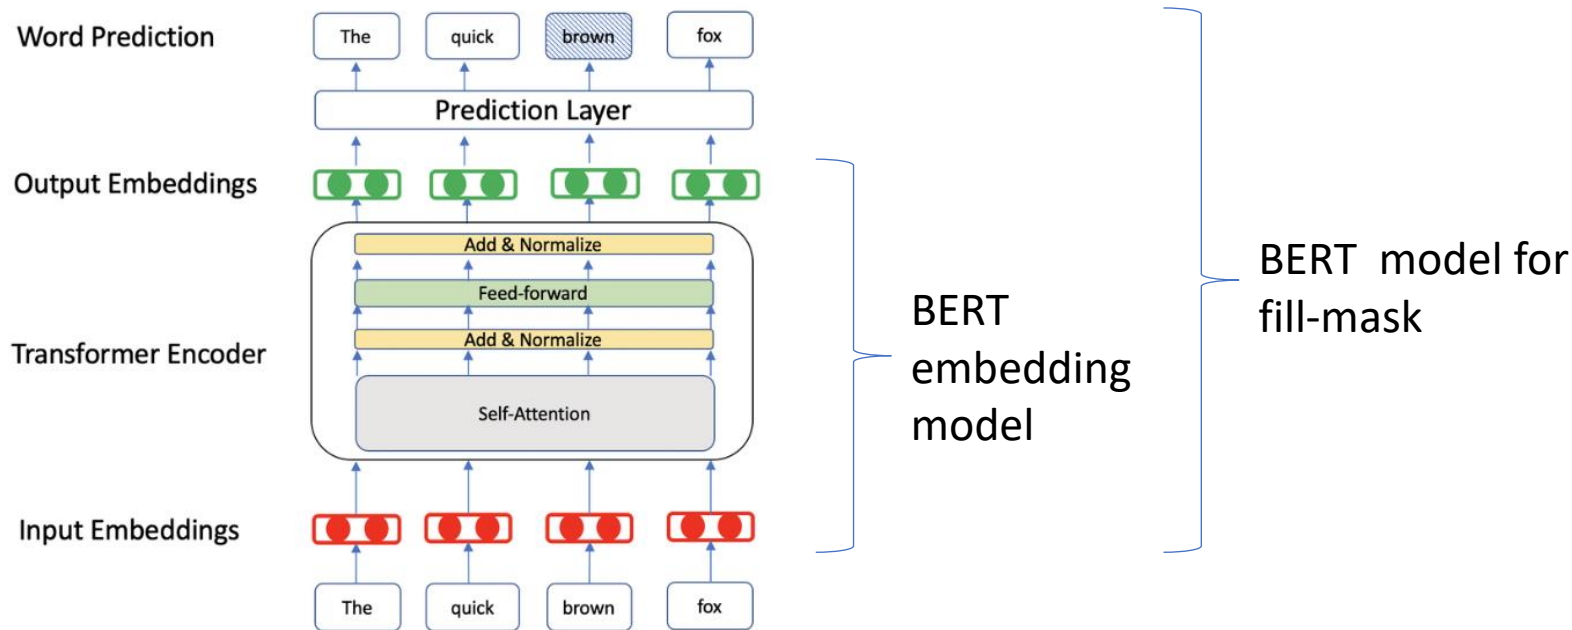 Word Prediction
The quick brown fox
Prediction Layer
Output Embeddings
Add & Normalize
Feed-forward
Add & Normalize
Transformer Encoder
Self-Attention
Input Embeddings
The quick brown fox
BERT
embedding
model
BERT  model for
fill-mask